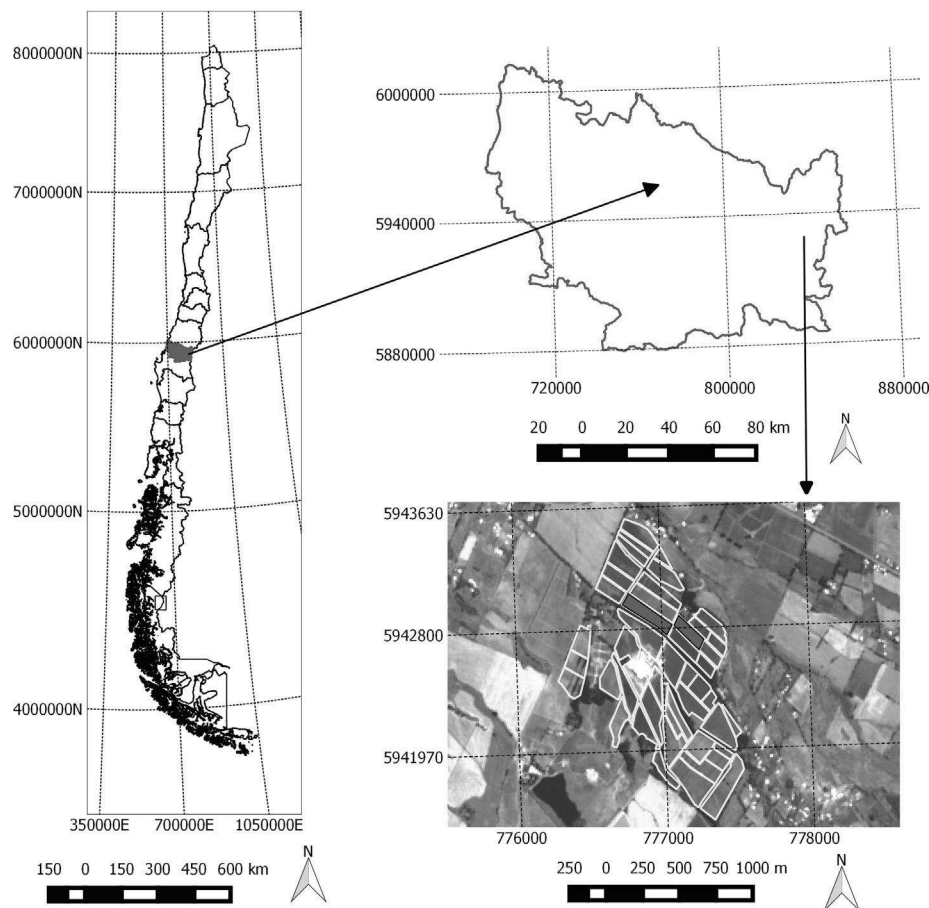 8000000N
7000000N
6000000N
5000000N
4000000N
350000E 700000E 1050000E
150 0 150 300 450 600 km
N
6000000
5940000
5880000
720000 800000 880000
20 0 20 40 60 80 km
N
5943630
5942800
5941970
776000 777000 778000
250 0 250 500 750 1000 m
N